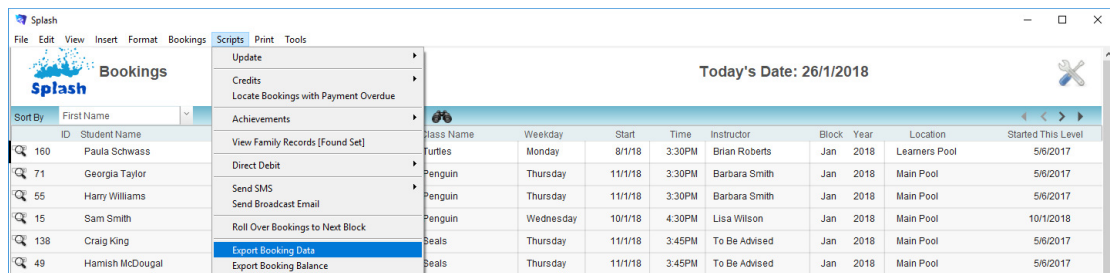 Splash
File Edit View Insert Format Bookings Scripts Print Tools
Splash Bookings Today's Date: 26/1/2018
Update
Credits
Locate Bookings with Payment Overdue
Achievements
View Family Records [Found Set]
Direct Debit
Send SMS
Send Broadcast Email
Roll Over Bookings to Next Block
Export Booking Data
Export Booking Balance
Sort By First Name
ID Student Name Class Name Weekday Start Time Instructor Block Year Location Started This Level
160 Paula Schwass Turtles Monday 8/1/18 3:30PM Brian Roberts Jan 2018 Learners Pool 5/6/2017
71 Georgia Taylor Penguin Thursday 11/1/18 3:30PM Barbara Smith Jan 2018 Main Pool 5/6/2017
55 Harry Williams Penguin Thursday 11/1/18 3:30PM Barbara Smith Jan 2018 Main Pool 5/6/2017
15 Sam Smith Penguin Wednesday 10/1/18 4:30PM Lisa Wilson Jan 2018 Main Pool 10/1/2018
138 Craig King Seals Thursday 11/1/18 3:45PM To Be Advised Jan 2018 Main Pool 5/6/2017
49 Hamish McDougal Seals Thursday 11/1/18 3:45PM To Be Advised Jan 2018 Main Pool 5/6/2017